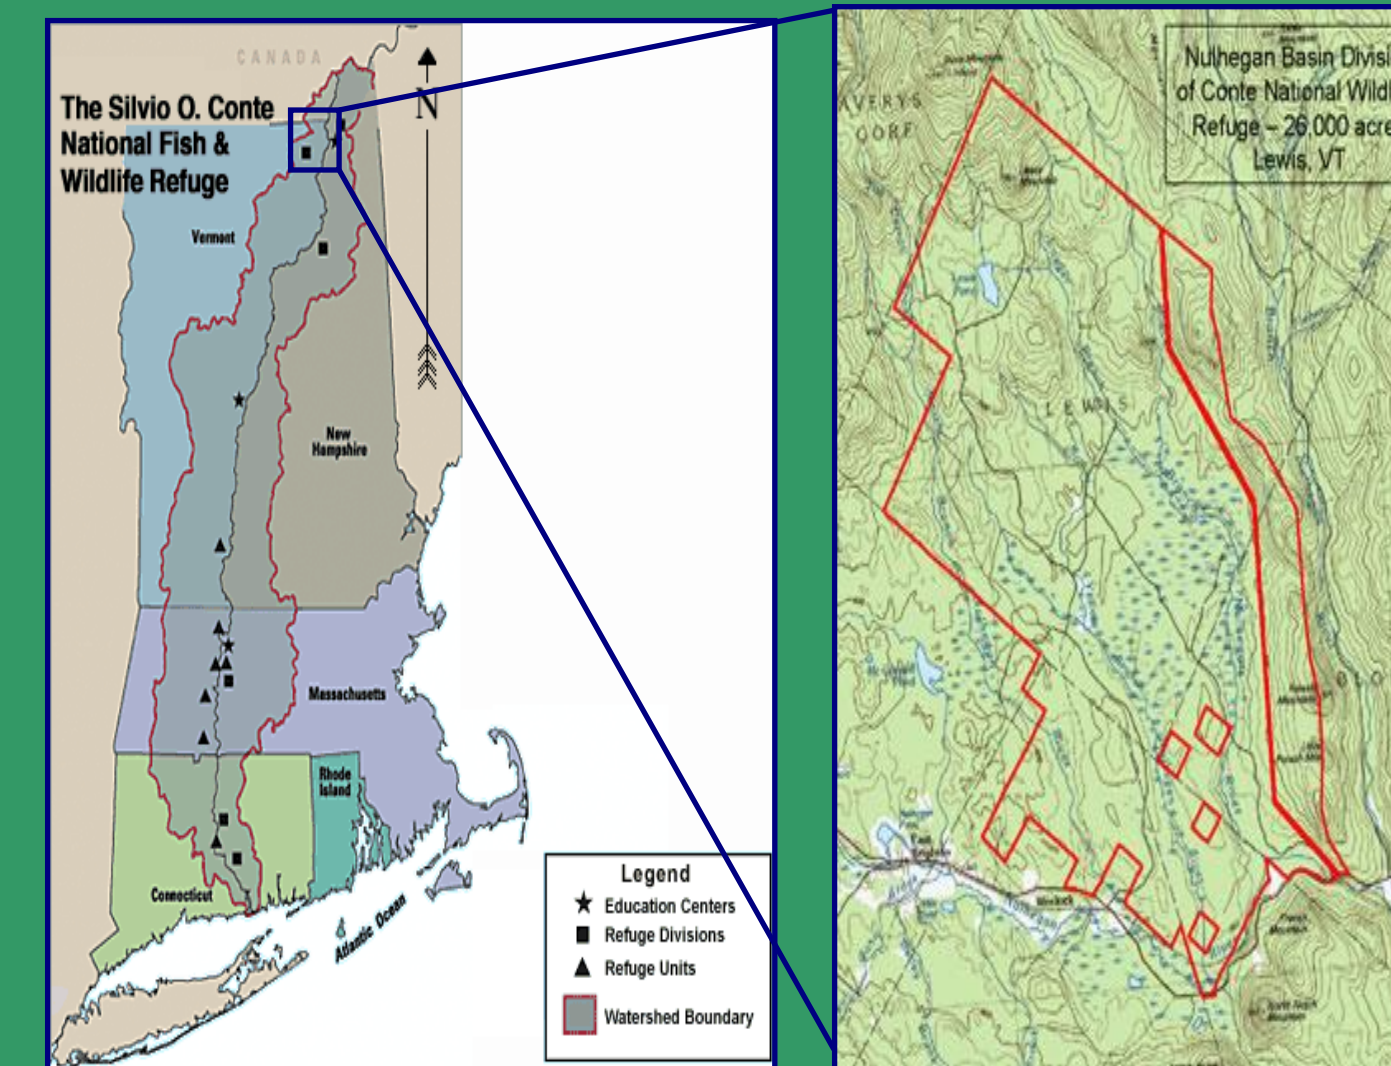 CANADA
The Silvio O. Conte
National Fish &
Wildlife Refuge
N
Vermont
New
Hampshire
Massachusetts
Rhode
Island
Connecticut
Atlantic Ocean
Legend
Education Centers
Refuge Divisions
Refuge Units
Watershed Boundary
Nulhegan Basin Divisi
of Conte National Wildl
Refuge – 26,000 acre
Lewis, VT
AVERYS
GORE
LEWIS
BLO